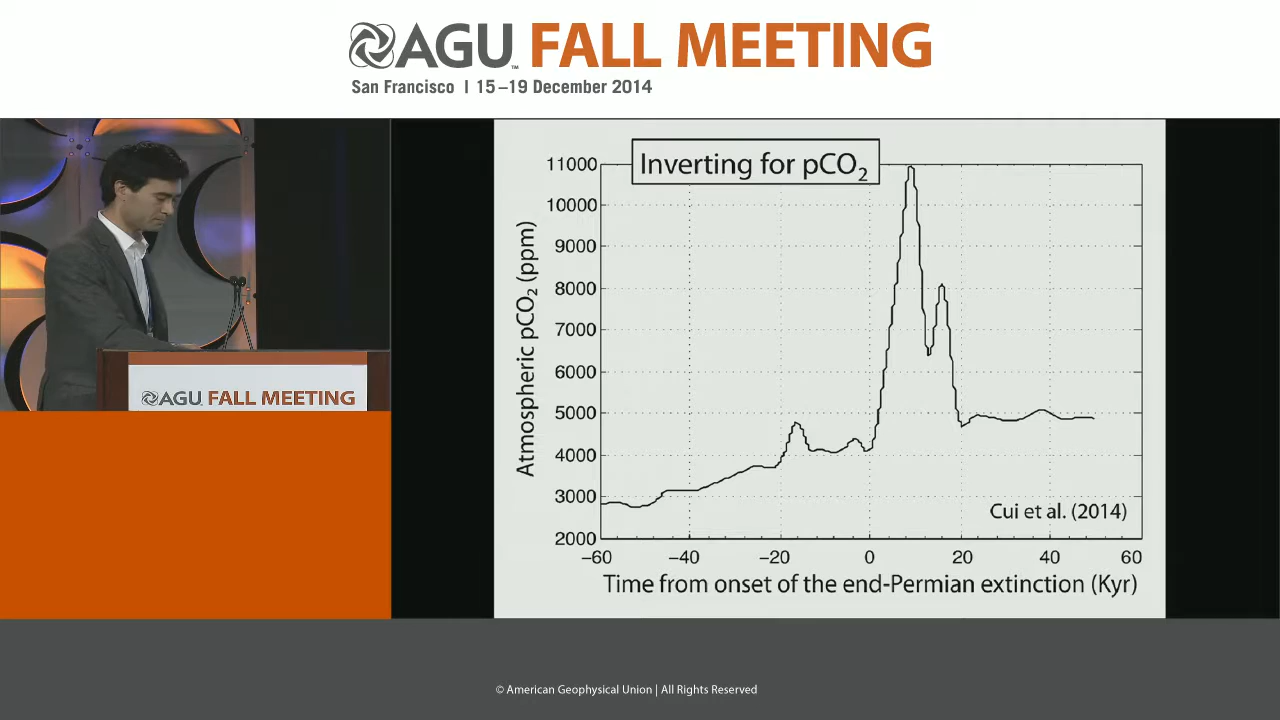 AGU™ FALL MEETING
San Francisco | 15–19 December 2014
Inverting for pCO₂
11000
10000
9000
8000
7000
6000
5000
4000
3000
2000
Atmospheric pCO₂ (ppm)
Cui et al. (2014)
−60 −40 −20 0 20 40 60
Time from onset of the end-Permian extinction (Kyr)
AGU FALL MEETING
© American Geophysical Union | All Rights Reserved